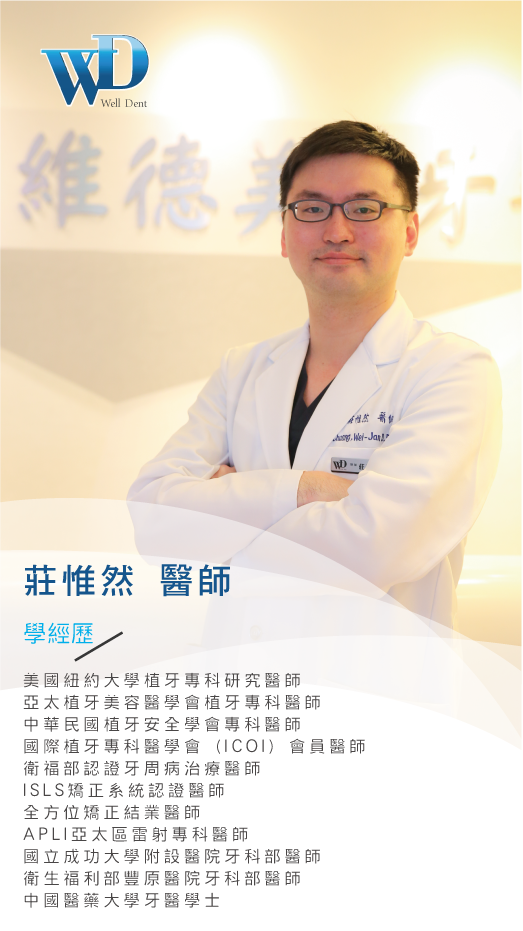 WD
Well Dent
維德美牙
莊惟然 醫師
學經歷
美國紐約大學植牙專科研究醫師
亞太植牙美容醫學會植牙專科醫師
中華民國植牙安全學會專科醫師
國際植牙專科醫學會（ICOI）會員醫師
衛福部認證牙周病治療醫師
ISLS矯正系統認證醫師
全方位矯正結業醫師
APLI亞太區雷射專科醫師
國立成功大學附設醫院牙科部醫師
衛生福利部豐原醫院牙科部醫師
中國醫藥大學牙醫學士